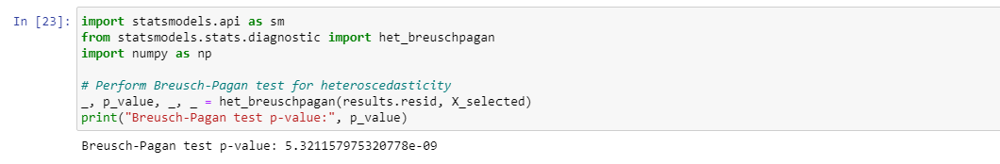 In [23]: import statsmodels.api as sm
from statsmodels.stats.diagnostic import het_breuschpagan
import numpy as np
# Perform Breusch-Pagan test for heteroscedasticity
_, p_value, _, _ = het_breuschpagan(results.resid, X_selected)
print("Breusch-Pagan test p-value:", p_value)
Breusch-Pagan test p-value: 5.321157975320778e-09